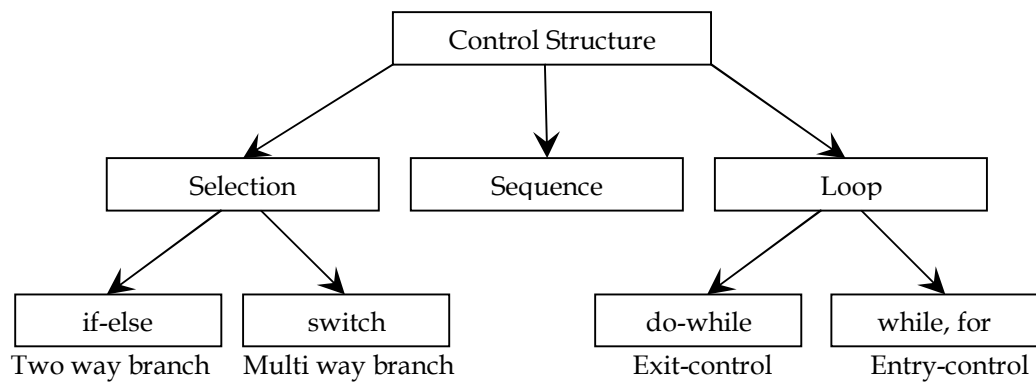 Control Structure
Selection
Sequence
Loop
if-else
switch
do-while
while, for
Two way branch
Multi way branch
Exit-control
Entry-control